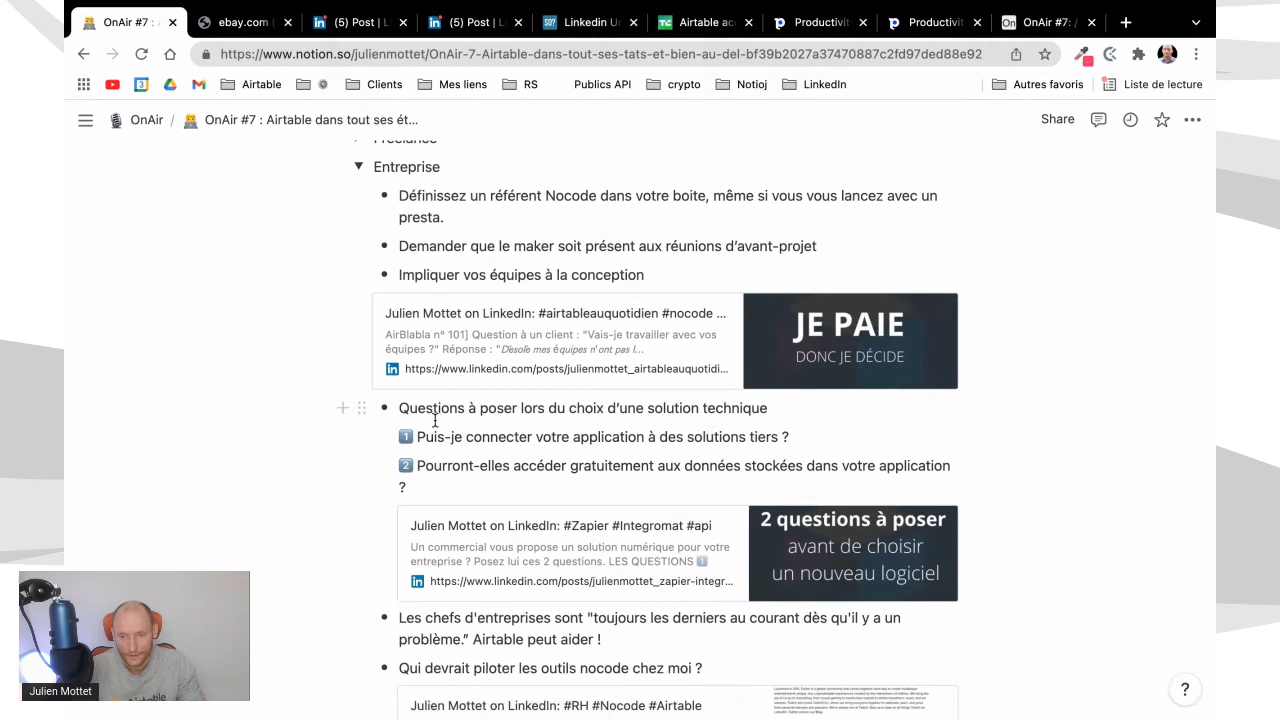 OnAir #7 : A
ebay.com (
(5) Post | L
(5) Post | L
Linkedin Ur
Airtable acc
Productivit
Productivit
OnAir #7: /
https://www.notion.so/julienmottet/OnAir-7-Airtable-dans-tout-ses-tats-et-bien-au-del-bf39b2027a37470887c2fd97ded88e92
Airtable
Clients
Mes liens
RS
Publics API
crypto
Notioj
LinkedIn
Autres favoris
Liste de lecture
OnAir / OnAir #7 : Airtable dans tout ses ét...
Share
Freelance
Entreprise
Définissez un référent Nocode dans votre boite, même si vous vous lancez avec un
presta.
Demander que le maker soit présent aux réunions d'avant-projet
Impliquer vos équipes à la conception
Julien Mottet on LinkedIn: #airtableauquotidien #nocode ...
AirBlabla n° 101] Question à un client : "Vais-je travailler avec vos
équipes ?" Réponse : "Désolé mes équipes n'ont pas l...
https://www.linkedin.com/posts/julienmottet_airtableauquotidi...
JE PAIE
DONC JE DÉCIDE
Questions à poser lors du choix d'une solution technique
1 Puis-je connecter votre application à des solutions tiers ?
2 Pourront-elles accéder gratuitement aux données stockées dans votre application
?
Julien Mottet on LinkedIn: #Zapier #Integromat #api
Un commercial vous propose un solution numérique pour votre
entreprise ? Posez lui ces 2 questions. LES QUESTIONS
https://www.linkedin.com/posts/julienmottet_zapier-integr...
2 questions à poser
avant de choisir
un nouveau logiciel
Les chefs d'entreprises sont "toujours les derniers au courant dès qu'il y a un
problème." Airtable peut aider !
Qui devrait piloter les outils nocode chez moi ?
Julien Mottet on LinkedIn: #Nocode #Airtable
Julien Mottet
?